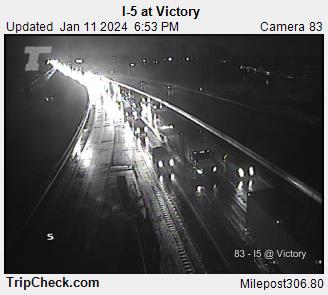 I-5 at Victory
Updated Jan 11 2024 6:53 PM Camera 83
T
S
83 - I5 @ Victory
TripCheck.com Milepost306.80